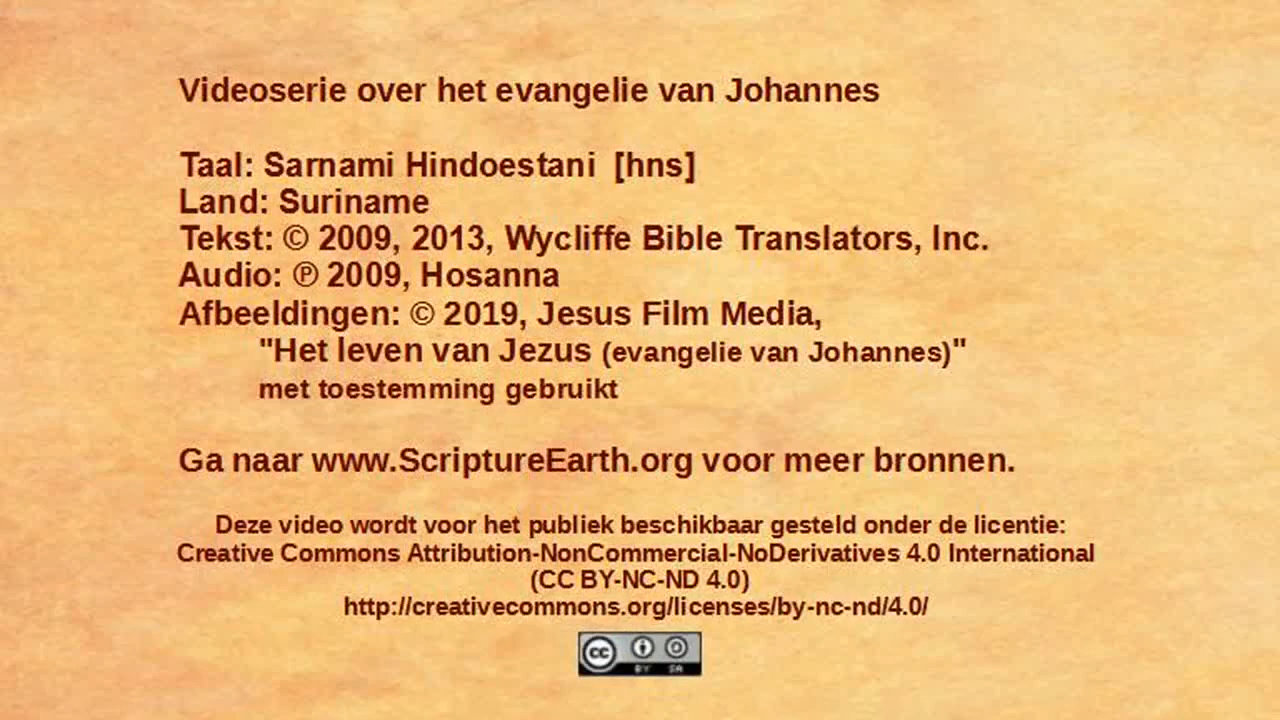 Videoserie over het evangelie van Johannes
Taal: Sarnami Hindoestani [hns]
Land: Suriname
Tekst: © 2009, 2013, Wycliffe Bible Translators, Inc.
Audio: ℗ 2009, Hosanna
Afbeeldingen: © 2019, Jesus Film Media,
"Het leven van Jezus (evangelie van Johannes)"
met toestemming gebruikt
Ga naar www.ScriptureEarth.org voor meer bronnen.
Deze video wordt voor het publiek beschikbaar gesteld onder de licentie:
Creative Commons Attribution-NonCommercial-NoDerivatives 4.0 International
(CC BY-NC-ND 4.0)
http://creativecommons.org/licenses/by-nc-nd/4.0/
cc BY SA